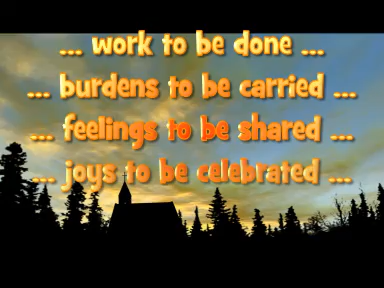 ... work to be done ...
... burdens to be carried ...
... feelings to be shared ...
... joys to be celebrated ...